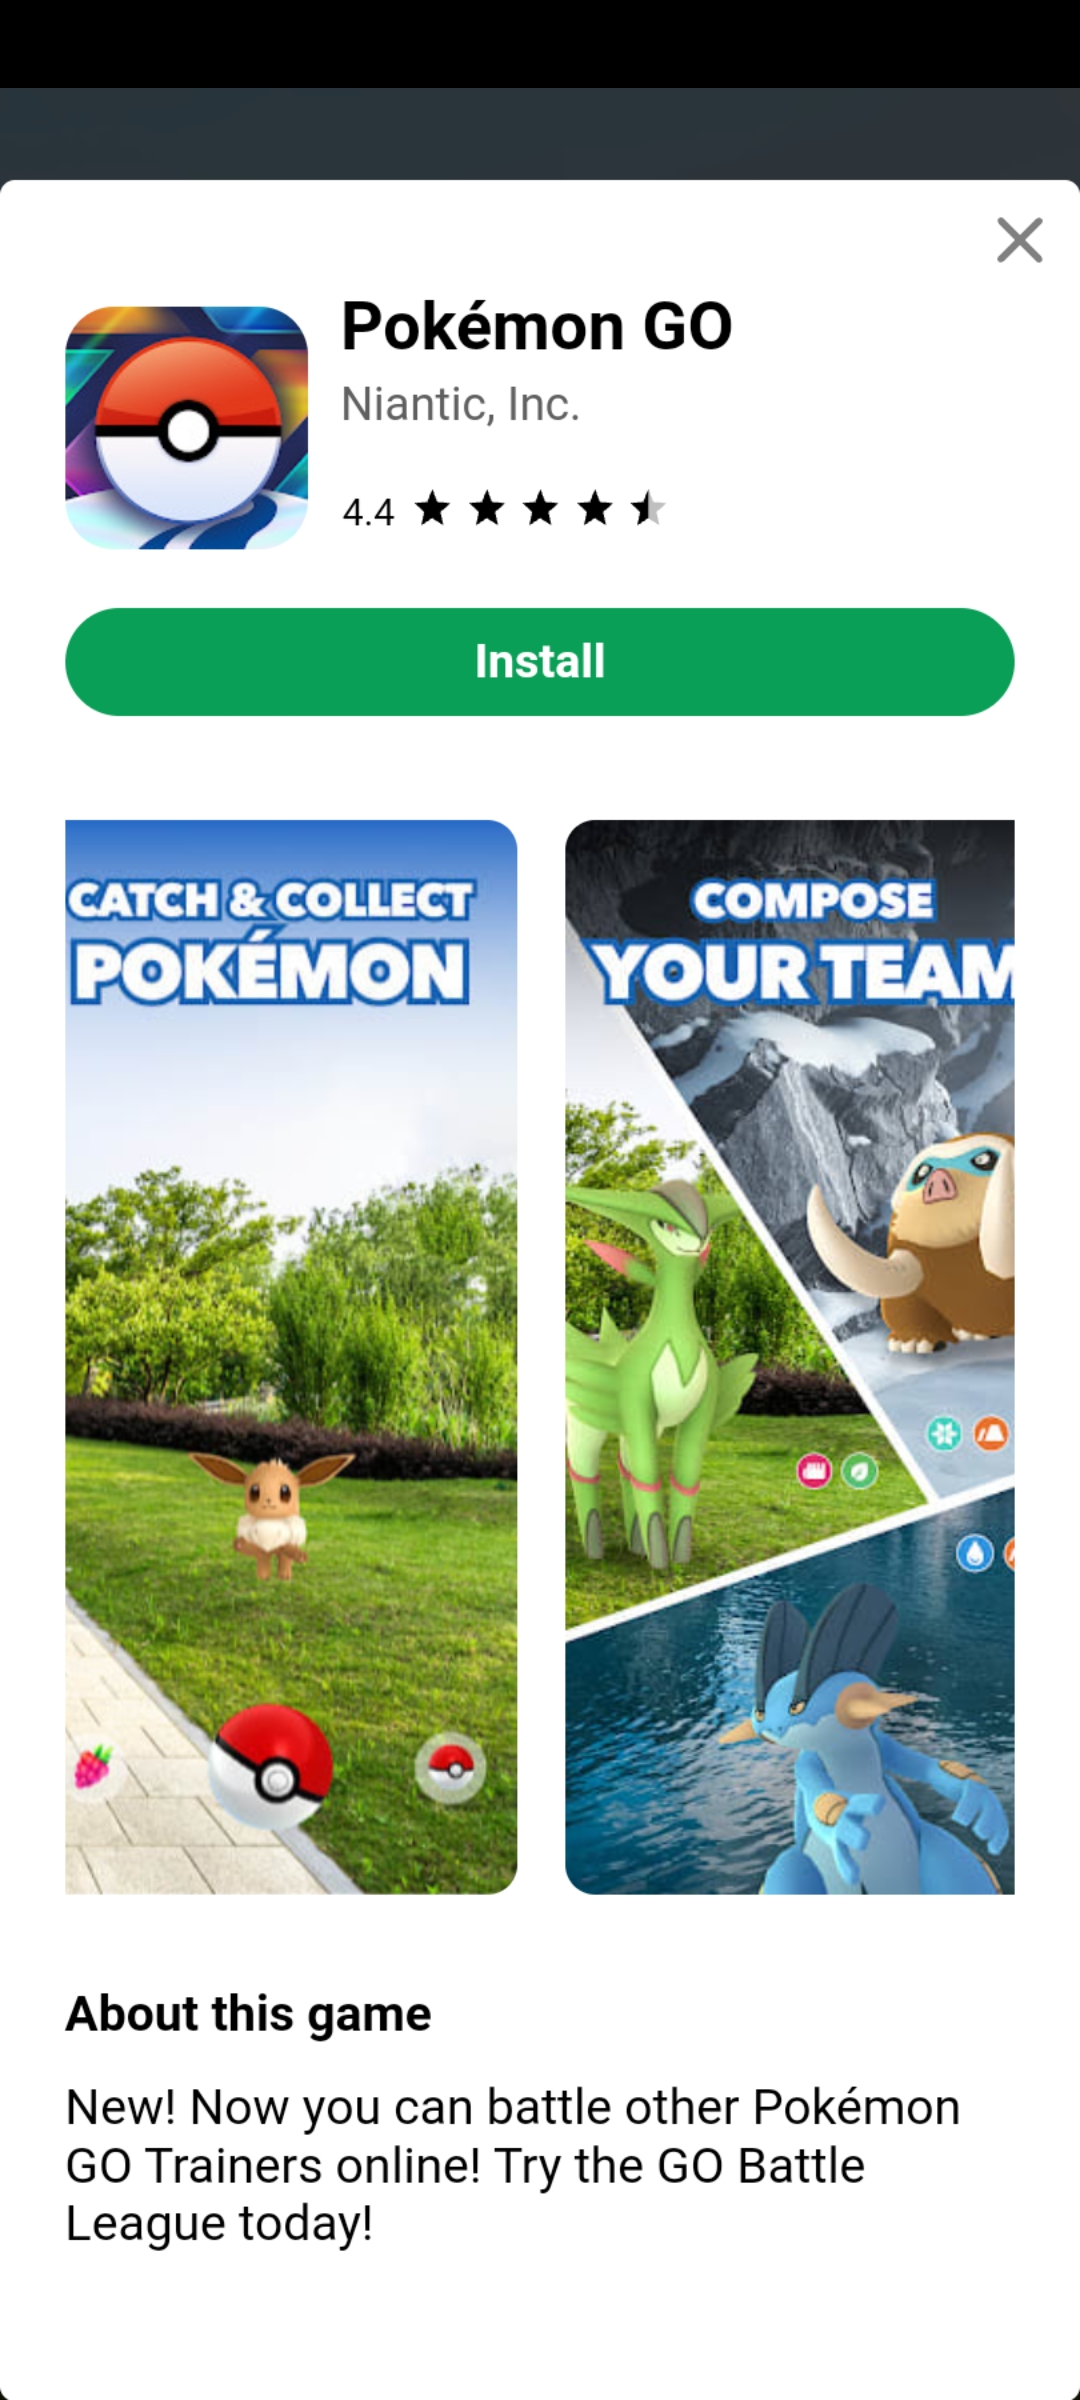 Pokémon GO
Niantic, Inc.
4.4
Install
CATCH & COLLECT
POKÉMON
COMPOSE
YOUR TEAM
About this game
New! Now you can battle other Pokémon
GO Trainers online! Try the GO Battle
League today!